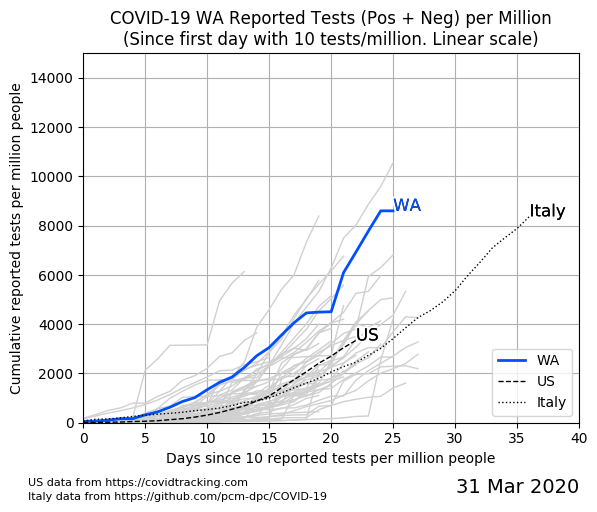 COVID-19 WA Reported Tests (Pos + Neg) per Million
(Since first day with 10 tests/million. Linear scale)
Cumulative reported tests per million people
14000
12000
10000
8000
6000
4000
2000
0
WA
Italy
US
WA
US
Italy
0 5 10 15 20 25 30 35 40
Days since 10 reported tests per million people
US data from https://covidtracking.com
Italy data from https://github.com/pcm-dpc/COVID-19
31 Mar 2020